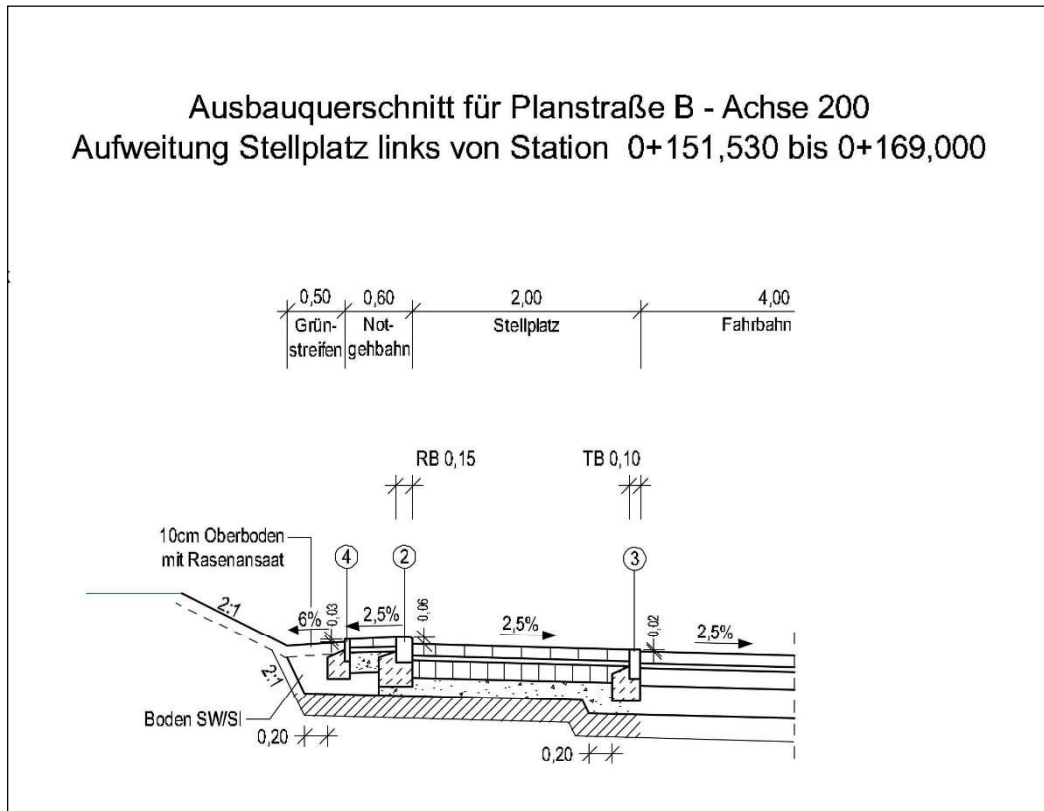 Ausbauquerschnitt für Planstraße B - Achse 200
Aufweitung Stellplatz links von Station 0+151,530 bis 0+169,000
0,50 0,60 2,00 4,00
Grün-
streifen
Not-
gehbahn
Stellplatz
Fahrbahn
RB 0,15
TB 0,10
10cm Oberboden
mit Rasenansaat
4
2
3
2:1
6%
0,03
2,5%
0,06
2,5%
0,02
2,5%
2:1
Boden SW/SI
0,20
0,20